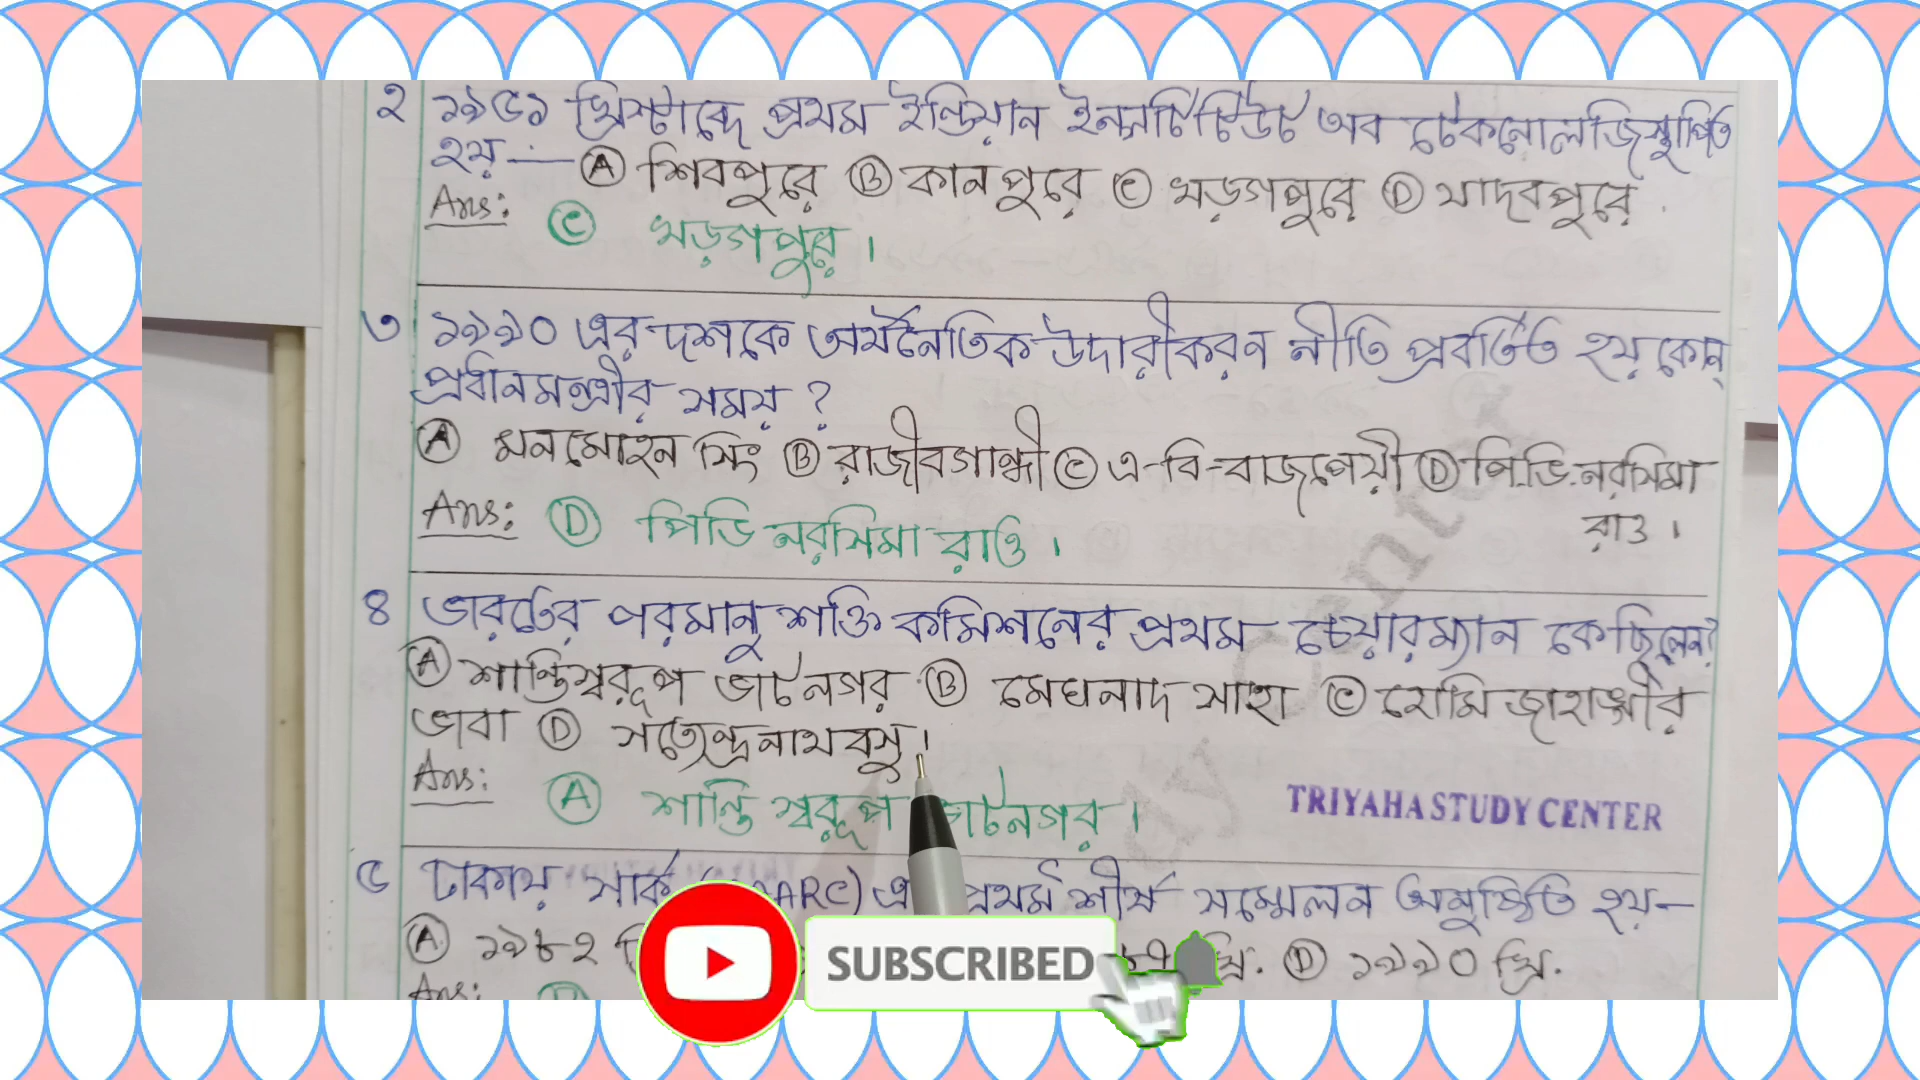 ২ ১৯৫১ খ্রিস্টাব্দে প্রথম ইন্ডিয়ান ইনস্টিটিউট অব টেকনোলজি স্থাপিত
হয় :— Ⓐ শিবপুরে Ⓑ কানপুরে Ⓒ খড়গপুরে Ⓓ যাদবপুরে
Ans: Ⓒ খড়গপুরে।
৩ ১৯৯০ এর দশকে অর্থনৈতিক উদারীকরন নীতি প্রবর্তিত হয় কোন্
প্রধানমন্ত্রীর সময় ?
Ⓐ মনমোহন সিং Ⓑ রাজীবগান্ধী Ⓒ এ-বি-বাজপেয়ী Ⓓ পি.ভি.নরসিমা
রাও।
Ans: Ⓓ পিভি নরসিমা রাও।
৪ ভারতের পরমানু শক্তি কমিশনের প্রথম চেয়ারম্যান কে ছিলেন?
Ⓐ শান্তিস্বরূপ ভাটনগর Ⓑ মেঘনাদ সাহা Ⓒ হোমি জাহাঙ্গীর
ভাবা Ⓓ সত্যেন্দ্রনাথ বসু।
Ans: Ⓐ শান্তি স্বরূপ ভাটনগর।
TRIYAHA STUDY CENTER
৫ ঢাকায় সার্ক প্রথম শীর্ষ সম্মেলন অনুষ্ঠিত হয়—
Ⓐ ১৯৮২ খ্রি. Ⓓ ১৯৯০ খ্রি.
Ans:
SUBSCRIBED